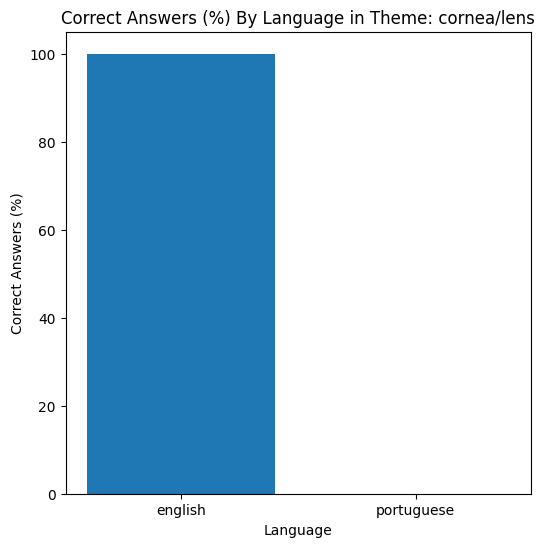 Correct Answers (%) By Language in Theme: cornea/lens
100
80
60
40
20
0
Correct Answers (%)
english
portuguese
Language